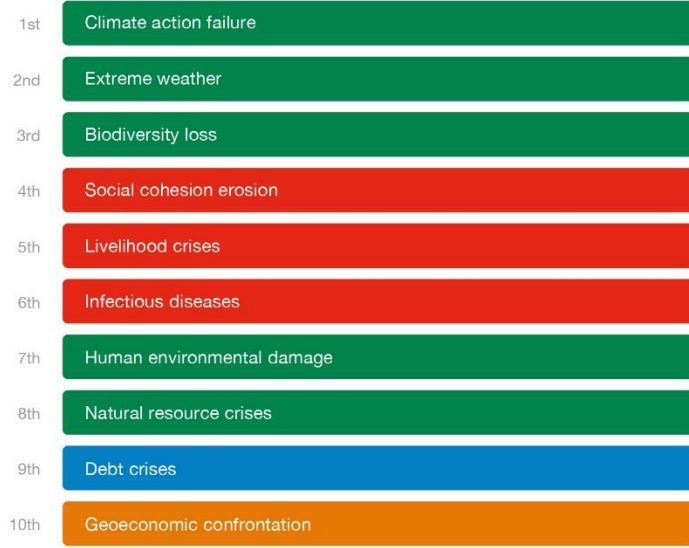 1st Climate action failure
2nd Extreme weather
3rd Biodiversity loss
4th Social cohesion erosion
5th Livelihood crises
6th Infectious diseases
7th Human environmental damage
8th Natural resource crises
9th Debt crises
10th Geoeconomic confrontation